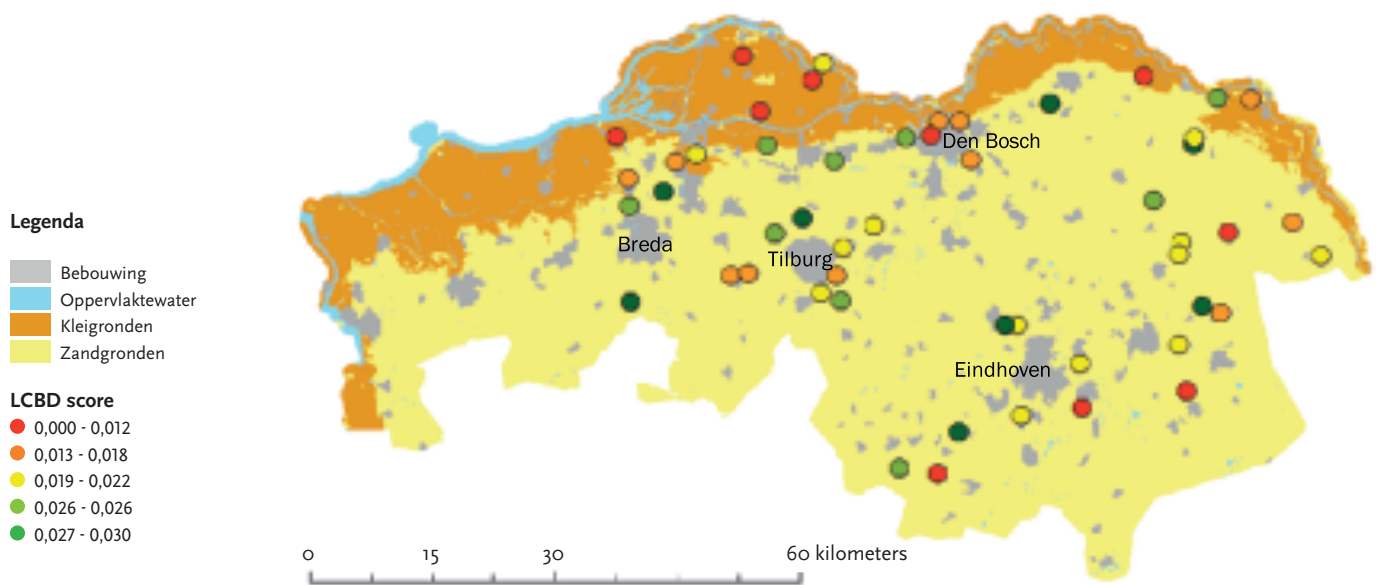 Den Bosch
Breda
Tilburg
Eindhoven
Legenda
Bebouwing
Oppervlaktewater
Kleigronden
Zandgronden
LCBD score
0,000 - 0,012
0,013 - 0,018
0,019 - 0,022
0,026 - 0,026
0,027 - 0,030
0 15 30 60 kilometers